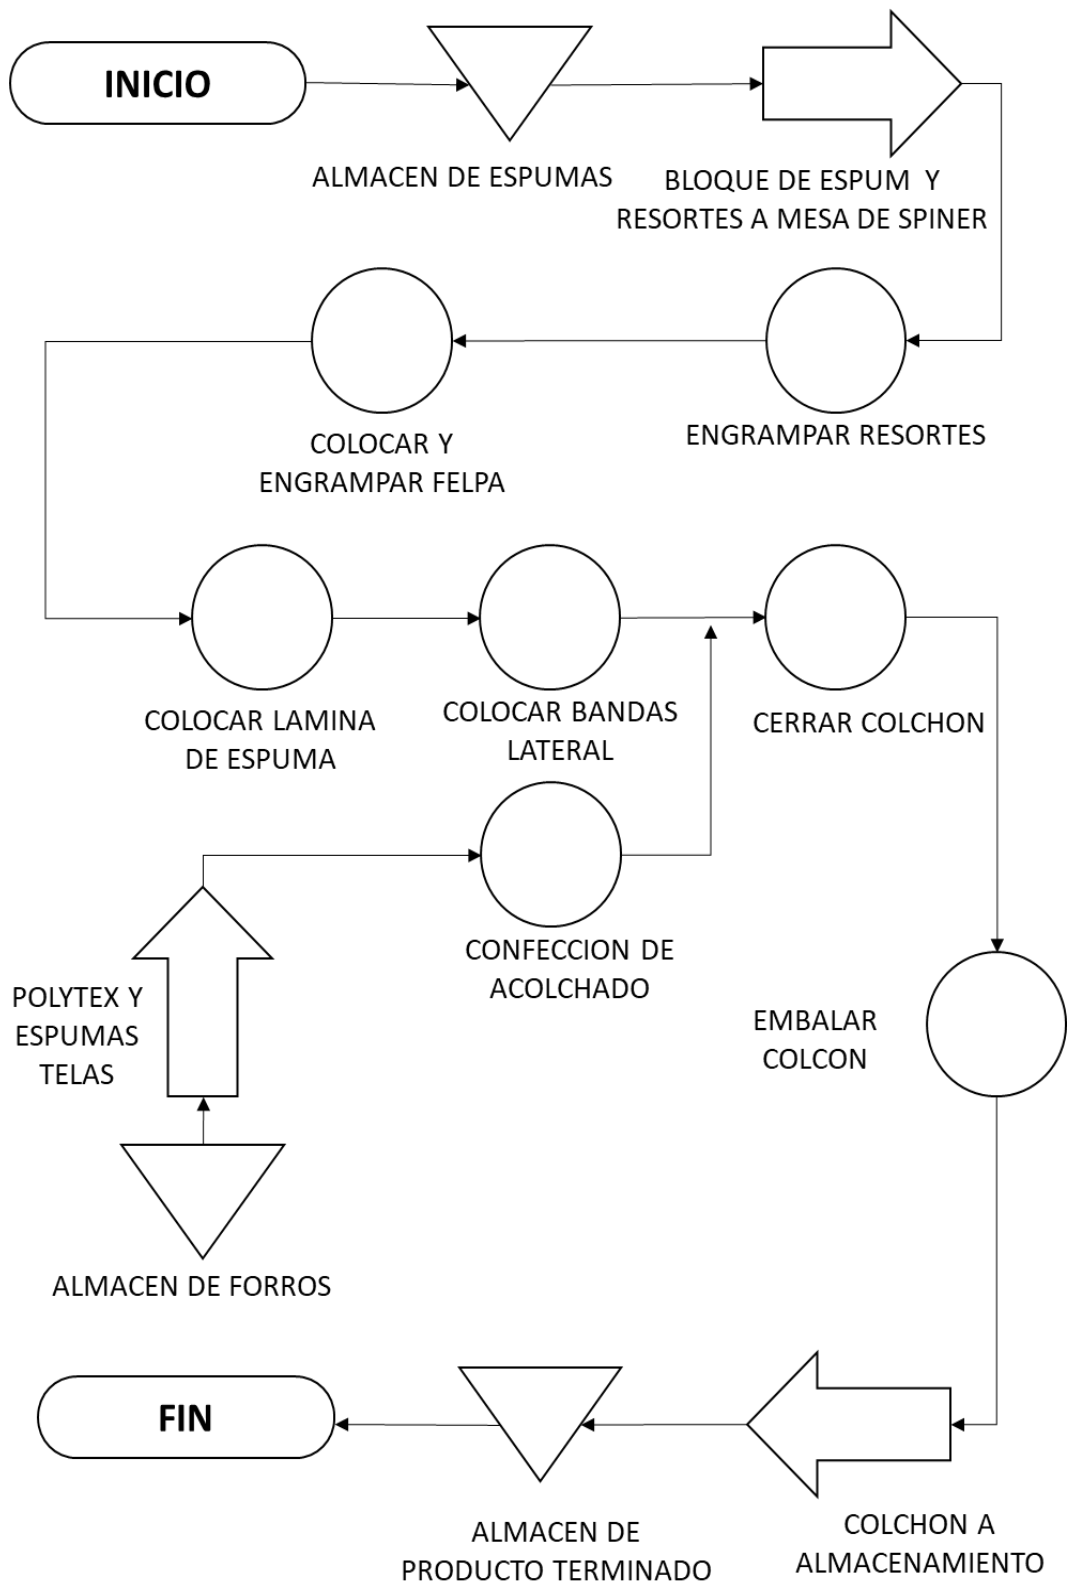 INICIO
ALMACEN DE ESPUMAS
BLOQUE DE ESPUM Y
RESORTES A MESA DE SPINER
COLOCAR Y
ENGRAMPAR FELPA
ENGRAMPAR RESORTES
COLOCAR LAMINA
DE ESPUMA
COLOCAR BANDAS
LATERAL
CERRAR COLCHON
CONFECCION DE
ACOLCHADO
POLYTEX Y
ESPUMAS
TELAS
EMBALAR
COLCON
ALMACEN DE FORROS
FIN
ALMACEN DE
PRODUCTO TERMINADO
COLCHON A
ALMACENAMIENTO